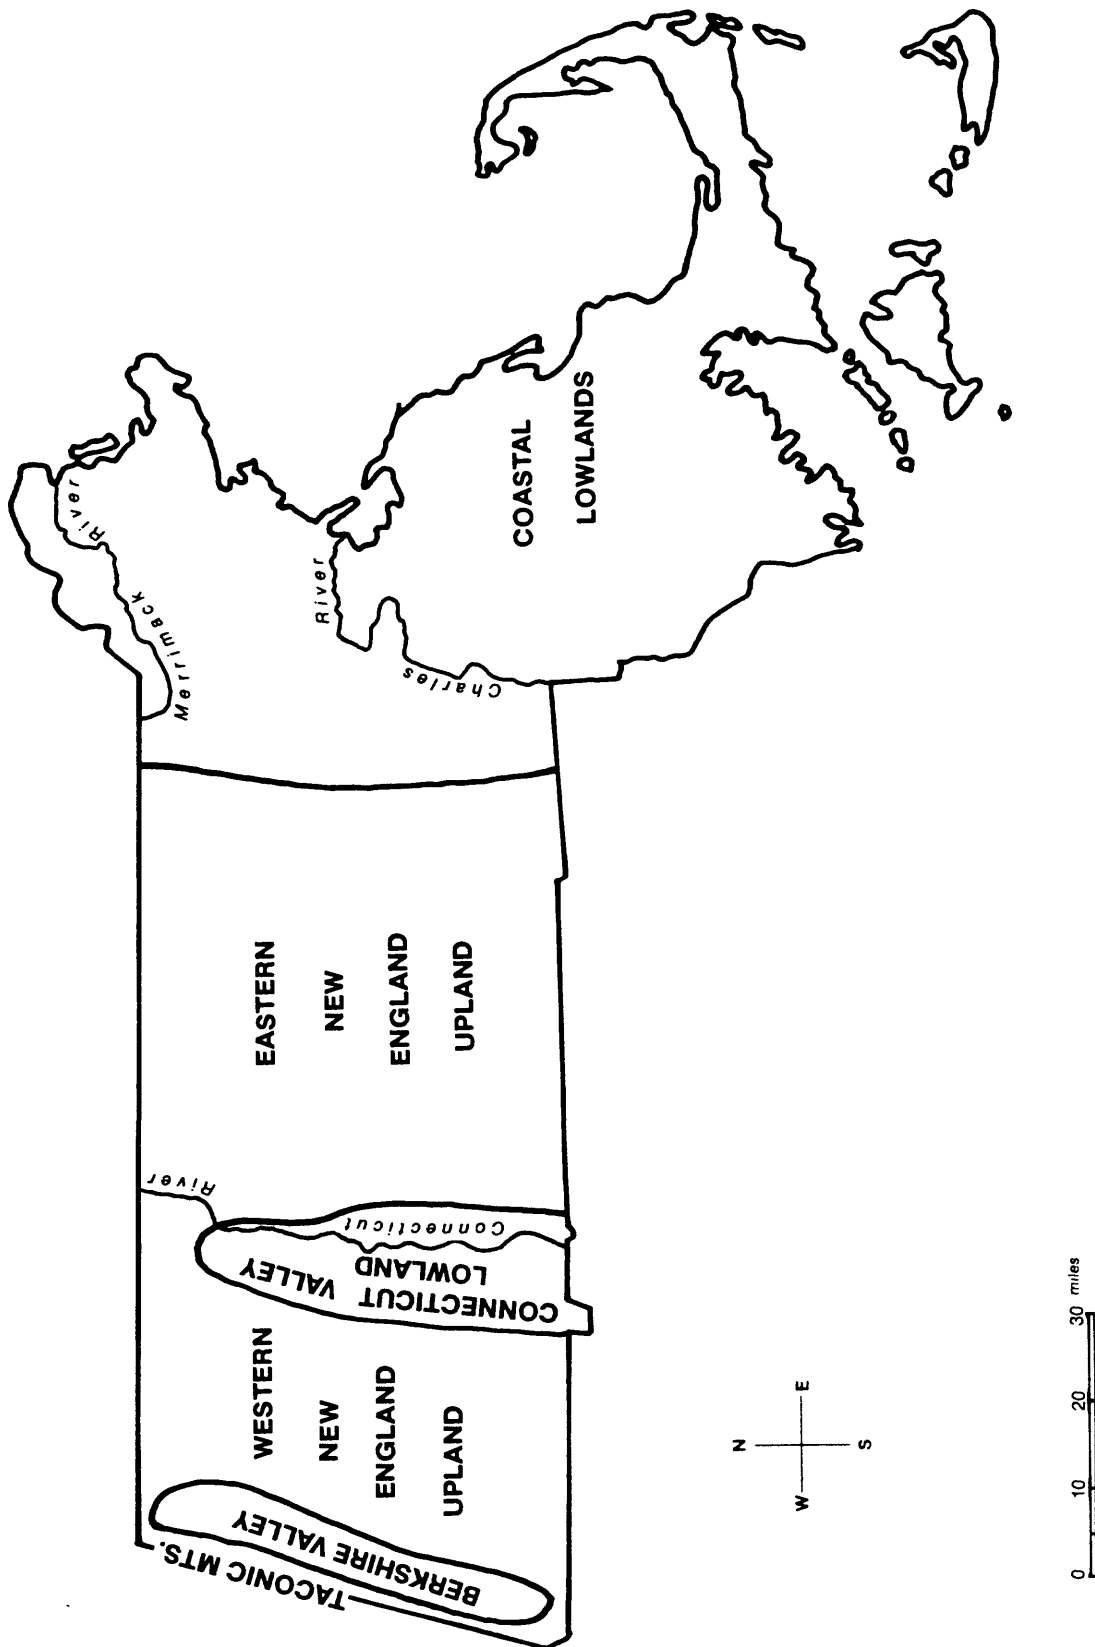 TACONIC MTS.
BERKSHIRE VALLEY
WESTERN
NEW
ENGLAND
UPLAND
CONNECTICUT
VALLEY
LOWLAND
Connecticut
River
EASTERN
NEW
ENGLAND
UPLAND
Merrimack
River
Charles
River
COASTAL
LOWLANDS
N
W E
S
0 10 20 30 miles